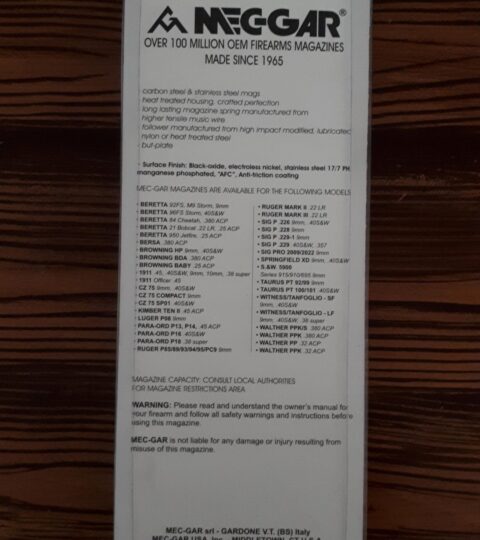 MEC-GAR®
OVER 100 MILLION OEM FIREARMS MAGAZINES
MADE SINCE 1965
carbon steel & stainless steel mags
heat treated housing, crafted perfection
long lasting magazine spring manufactured from
higher tensile music wire
follower manufactured from high impact modified, lubricated
nylon or heat treated steel
but-plate
· Surface Finish: Black-oxide, electroless nickel, stainless steel 17/7 PH
manganese phosphated, "AFC", Anti-friction coating
MEC-GAR MAGAZINES ARE AVAILABLE FOR THE FOLLOWING MODELS
· BERETTA 92FS, M9 Storm, 9mm
· BERETTA 96FS Storm, 40S&W
· BERETTA 84 Cheetah, .380 ACP
· BERETTA 21 Bobcat .22 LR, .25 ACP
· BERETTA 950 Jetfire, .25 ACP
· BERSA .380 ACP
· BROWNING HP 9mm, 40S&W
· BROWNING BDA .380 ACP
· BROWNING BABY .25 ACP
· 1911 .45, .40S&W, 9mm, 10mm, .38 super
· 1911 Officer .45
· CZ 75 9mm, .40S&W
· CZ 75 COMPACT 9mm
· CZ 75 SP01 .40S&W
· KIMBER TEN II .45 ACP
· LUGER P08 9mm
· PARA-ORD P13, P14, .45 ACP
· PARA-ORD P16 .40S&W
· PARA-ORD P18 .38 super
· RUGER P85/89/93/94/95/PC9 9mm
· RUGER MARK II .22 LR
· RUGER MARK III .22 LR
· SIG P .226 9mm, .40S&W
· SIG P .228 9mm
· SIG P .229-1 9mm
· SIG P .229 .40S&W, .357
· SIG PRO 2009/2022 9mm
· SPRINGFIELD XD 9mm, .40S&W
· S.&W. 5900
Series 915/910/695 9mm
· TAURUS PT 92/99 9mm
· TAURUS PT 100/101 .40S&W
· WITNESS/TANFOGLIO - SF
9mm, .40S&W
· WITNESS/TANFOGLIO - LF
9mm, .40S&W, .38 super
· WALTHER PPK/S .380 ACP
· WALTHER PPK .380 ACP
· WALTHER PP .32 ACP
· WALTHER PPK .32 ACP
MAGAZINE CAPACITY: CONSULT LOCAL AUTHORITIES
FOR MAGAZINE RESTRICTIONS AREA
WARNING: Please read and understand the owner's manual for
your firearm and follow all safety warnings and instructions before
using this magazine.
MEC-GAR is not liable for any damage or injury resulting from
misuse of this magazine.
MEC-GAR srl - GARDONE V.T. (BS) Italy
MEC-GAR USA, Inc. - MIDDLETOWN, CT U.S.A.